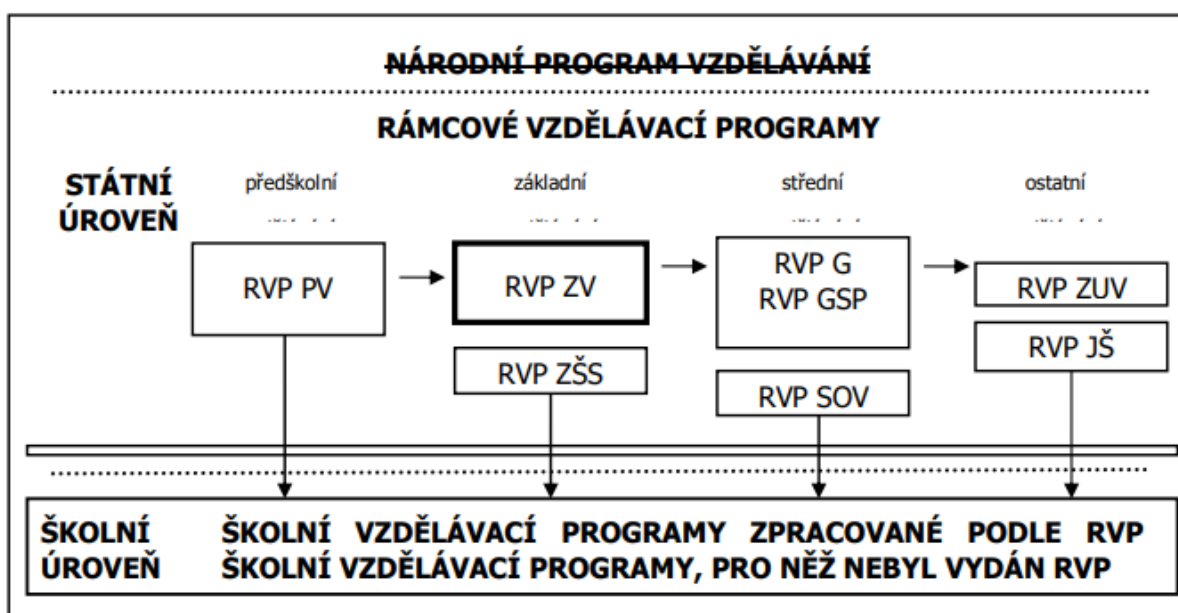 NÁRODNÍ PROGRAM VZDĚLÁVÁNÍ
RÁMCOVÉ VZDĚLÁVACÍ PROGRAMY
STÁTNÍ
ÚROVEŇ
předškolní
základní
střední
ostatní
RVP PV
RVP ZV
RVP G
RVP GSP
RVP ZUV
RVP ZŠS
RVP JŠ
RVP SOV
ŠKOLNÍ
ÚROVEŇ
ŠKOLNÍ VZDĚLÁVACÍ PROGRAMY ZPRACOVANÉ PODLE RVP
ŠKOLNÍ VZDĚLÁVACÍ PROGRAMY, PRO NĚŽ NEBYL VYDÁN RVP